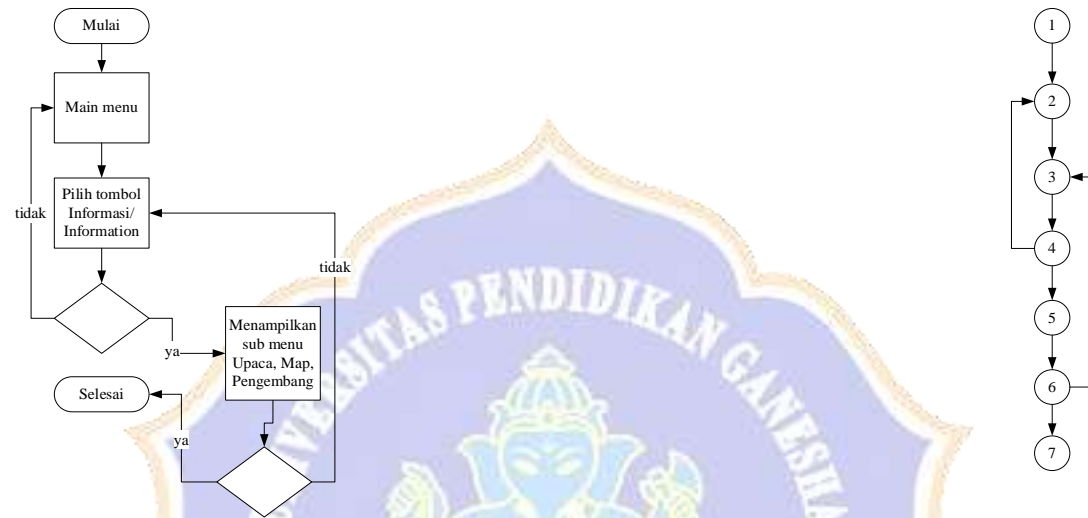 Mulai
Main menu
Pilih tombol
Informasi/
Information
tidak
tidak
ya
Menampilkan
sub menu
Upaca, Map,
Pengembang
Selesai
ya
1
2
3
4
5
6
7
UNIVERSITAS PENDIDIKAN GANESHA